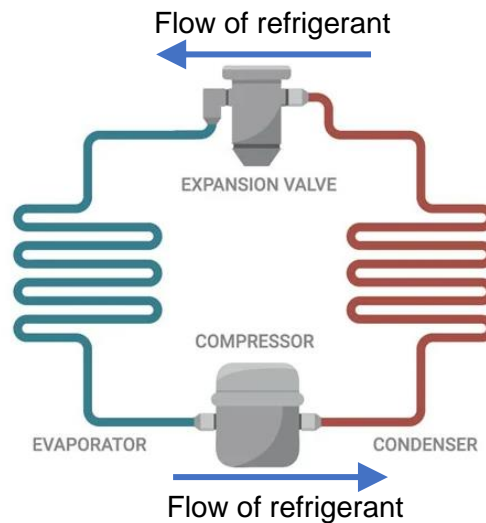 Flow of refrigerant
EXPANSION VALVE
COMPRESSOR
EVAPORATOR
CONDENSER
Flow of refrigerant